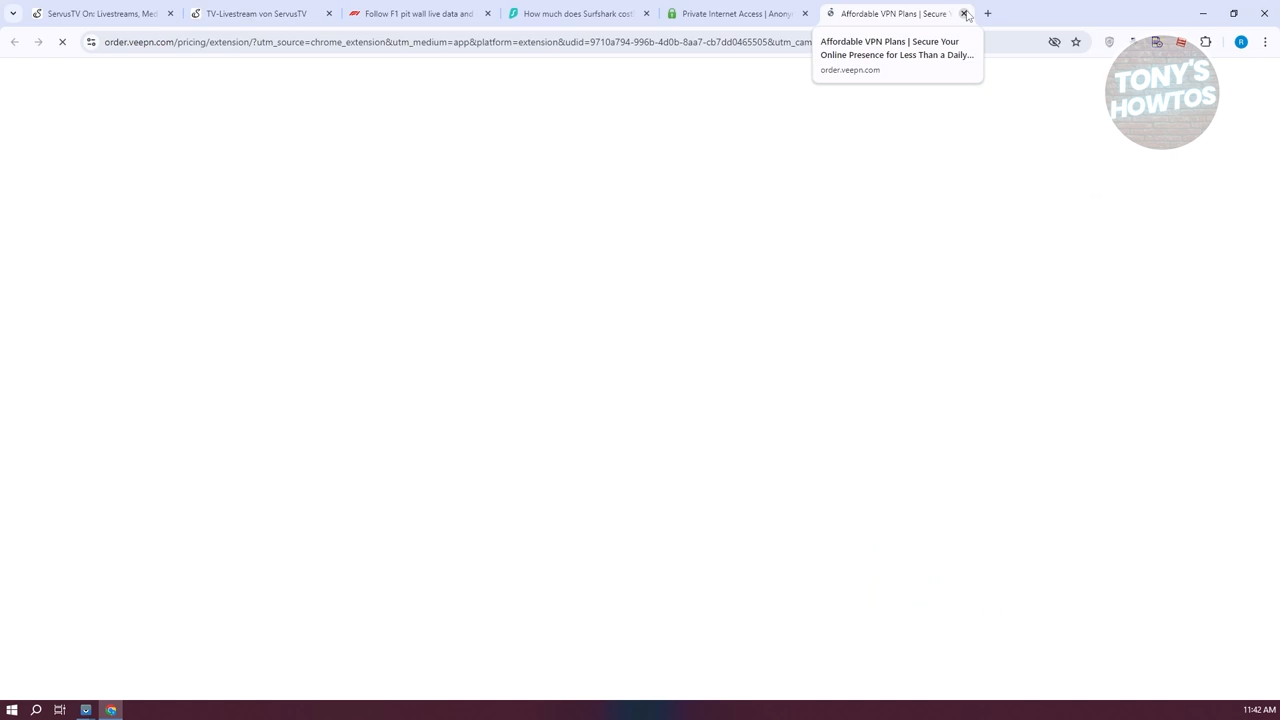 ServusTV On: Livestreams, Med
TV-Livestream von ServusTV
Follow F1 pit wall live data and
How much does Surfshark cost
Private Internet Access | Anony
Affordable VPN Plans | Secure
order.veepn.com/pricing/extension/?utm_source=chrome_extension&utm_medium=app&platform=extension&udid=9710a794-996b-4d0b-8aa7-cb7dd0465505&utm_cam
R
Affordable VPN Plans | Secure Your
Online Presence for Less Than a Daily...
order.veepn.com
TONY'S
HOWTOS
11:42 AM